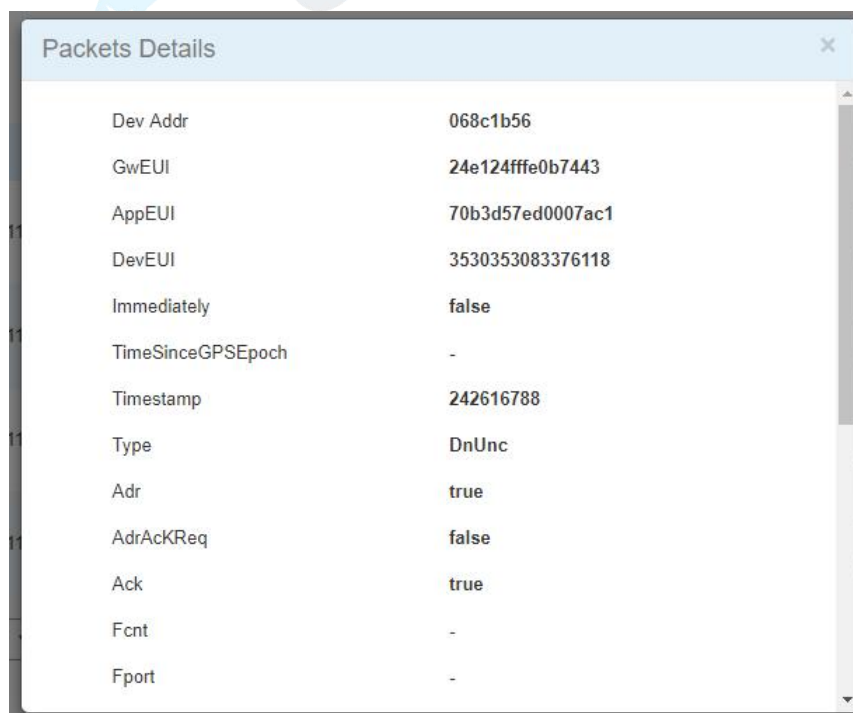 Packets Details ×
Dev Addr 068c1b56
GwEUI 24e124fffe0b7443
AppEUI 70b3d57ed0007ac1
DevEUI 3530353083376118
Immediately false
TimeSinceGPSEpoch -
Timestamp 242616788
Type DnUnc
Adr true
AdrAcKReq false
Ack true
Fcnt -
Fport -